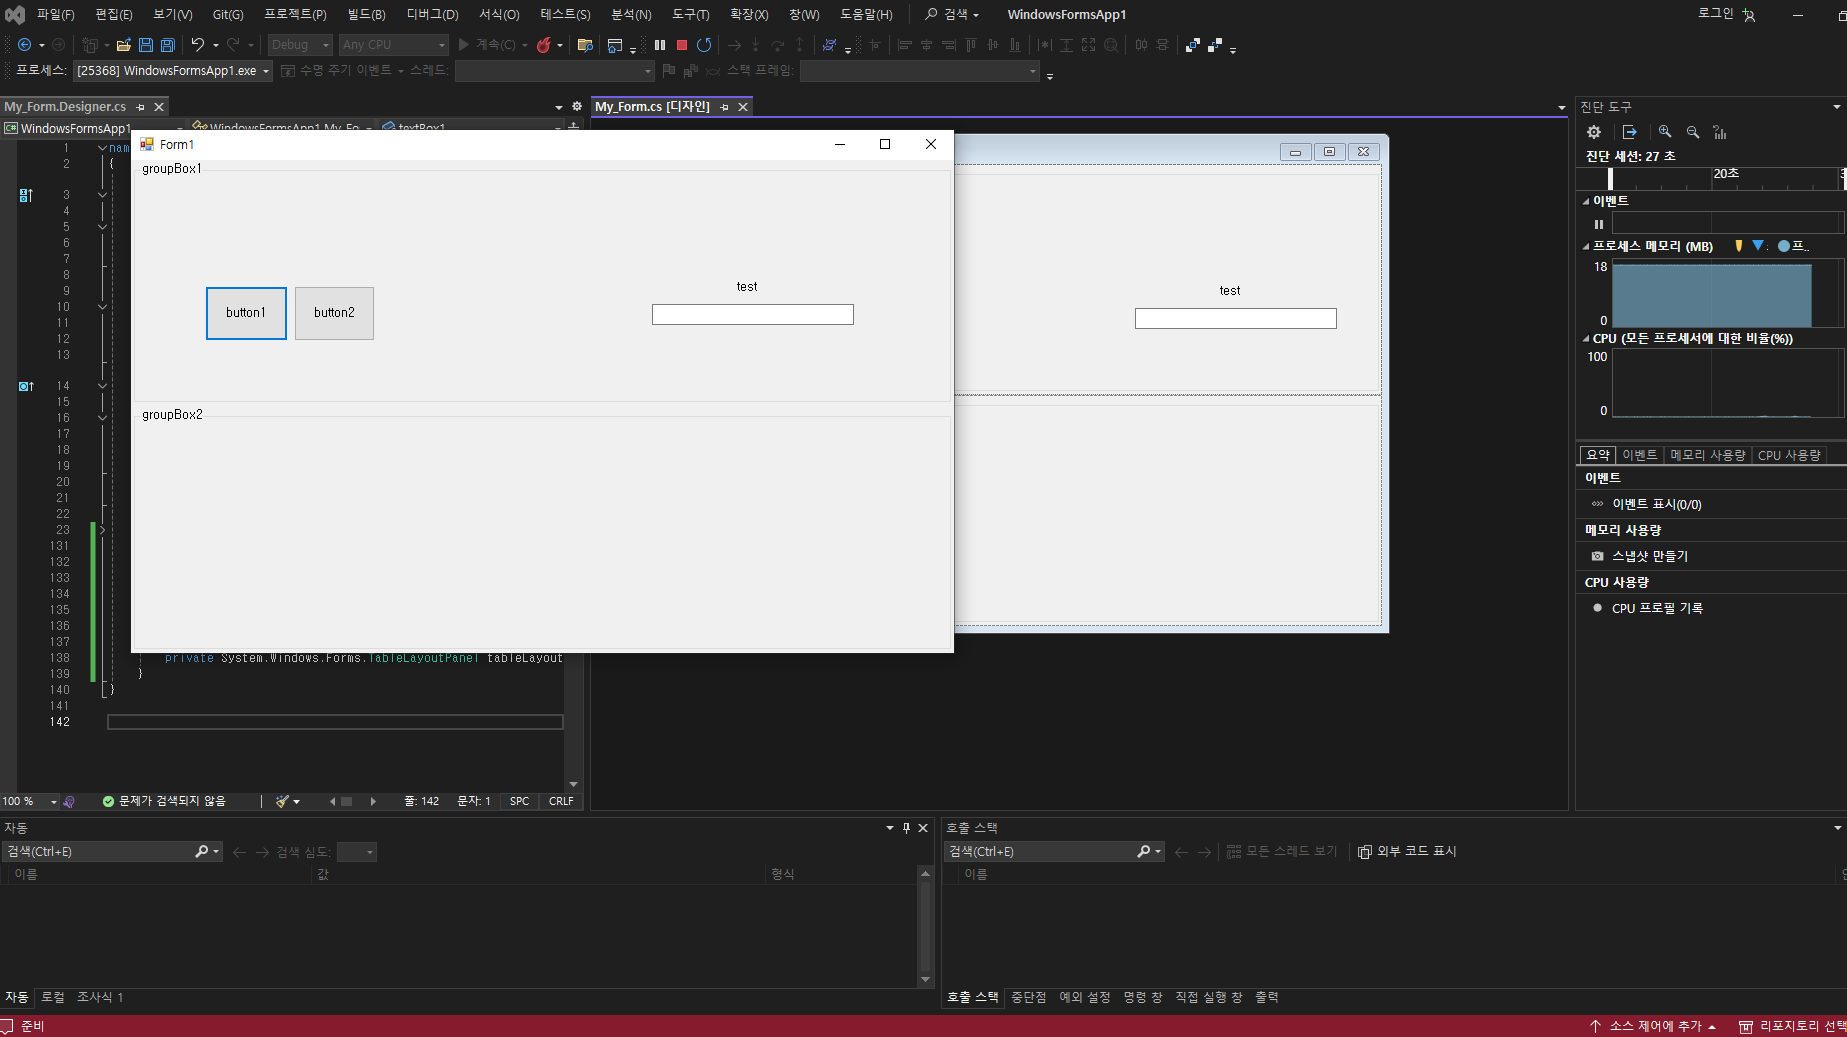 파일(F) 편집(E) 보기(V) Git(G) 프로젝트(P) 빌드(B) 디버그(D) 서식(O) 테스트(S) 분석(N) 도구(T) 확장(X) 창(W) 도움말(H) 검색 WindowsFormsApp1 로그인
Debug Any CPU 계속(C)
프로세스: [25368] WindowsFormsApp1.exe 수명 주기 이벤트 스레드: 스택 프레임:
My_Form.Designer.cs
WindowsFormsApp1 WindowsFormsApp1.My_Fo textBox1
1 nam
2 {
3
4
5
6
7
8
9
10
11
12
13
14
15
16
17
18
19
20
21
22
23
131
132
133
134
135
136
137
138 private System.Windows.Forms.TableLayoutPanel tableLayout
139 }
140 }
141
142
100 % 문제가 검색되지 않음 줄: 142 문자: 1 SPC CRLF
Form1
groupBox1
button1 button2
test
groupBox2
My_Form.cs [디자인]
test
진단 도구
진단 세션: 27 초
20초
이벤트
프로세스 메모리 (MB) 프..
18
0
CPU (모든 프로세서에 대한 비율(%))
100
0
요약 이벤트 메모리 사용량 CPU 사용량
이벤트
이벤트 표시(0/0)
메모리 사용량
스냅샷 만들기
CPU 사용량
CPU 프로필 기록
자동
검색(Ctrl+E) 검색 심도:
이름 값 형식
자동 로컬 조사식 1
호출 스택
검색(Ctrl+E) 모든 스레드 보기 외부 코드 표시
이름
호출 스택 중단점 예외 설정 명령 창 직접 실행 창 출력
준비 소스 제어에 추가 리포지토리 선택